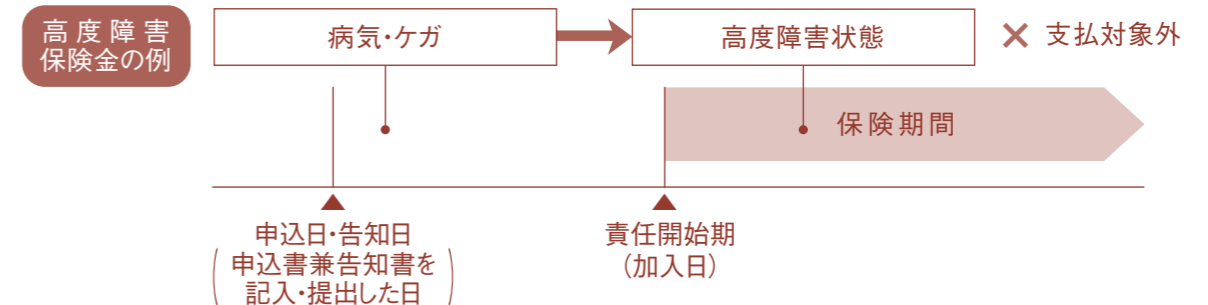 高度障害
保険金の例
病気・ケガ
高度障害状態
× 支払対象外
保険期間
申込日・告知日
(申込書兼告知書を
記入・提出した日)
責任開始期
(加入日)